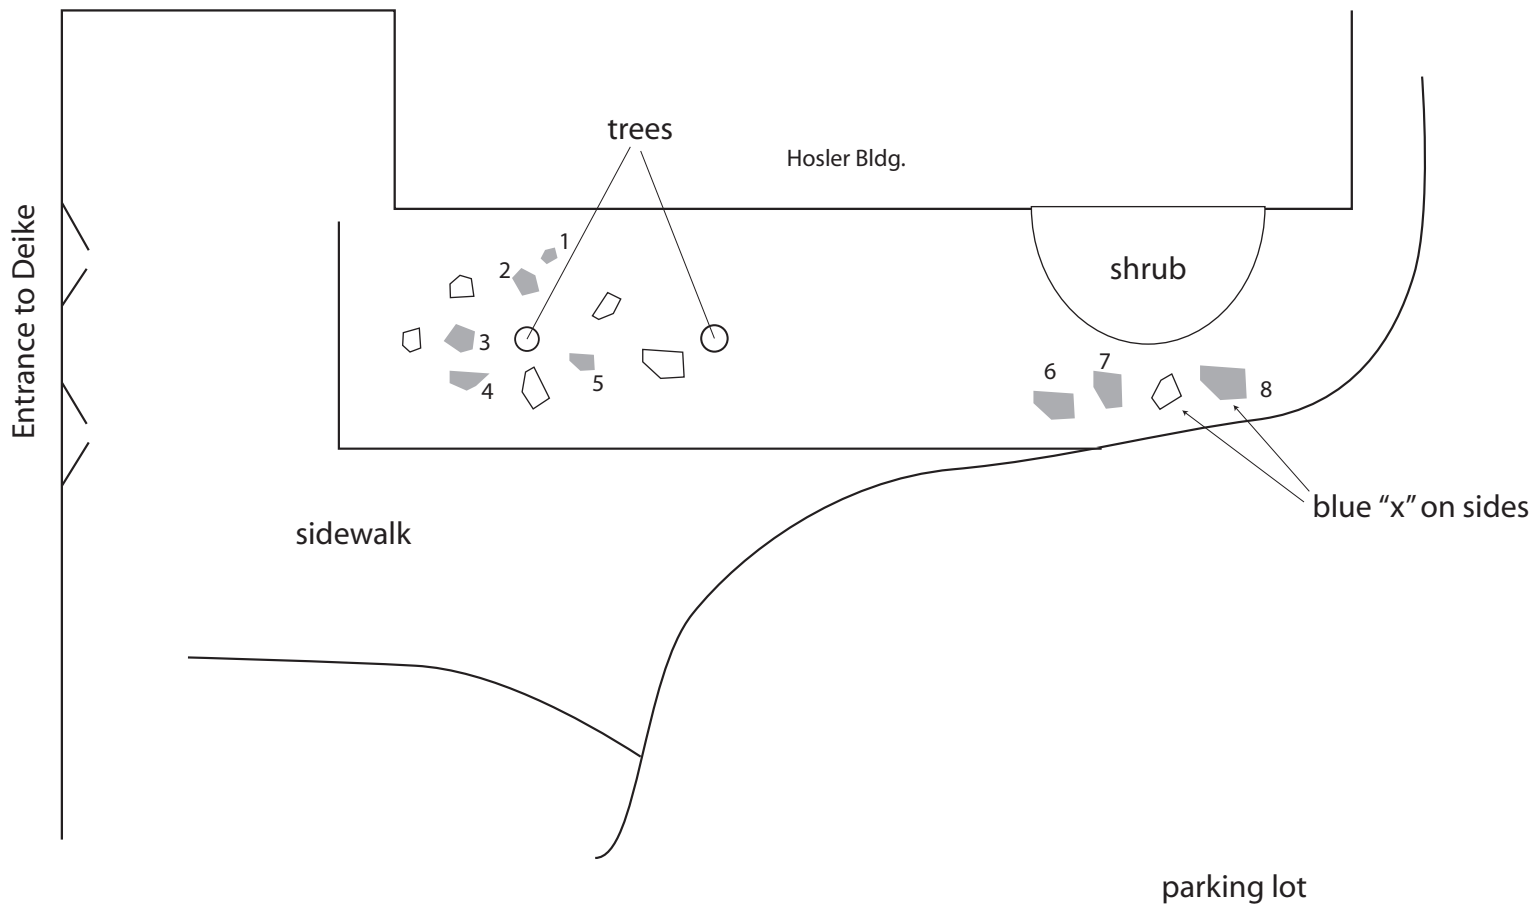 trees
Hosler Bldg.
Entrance to Deike
1
2
shrub
3
7
6
5
4
8
blue “x” on sides
sidewalk
parking lot